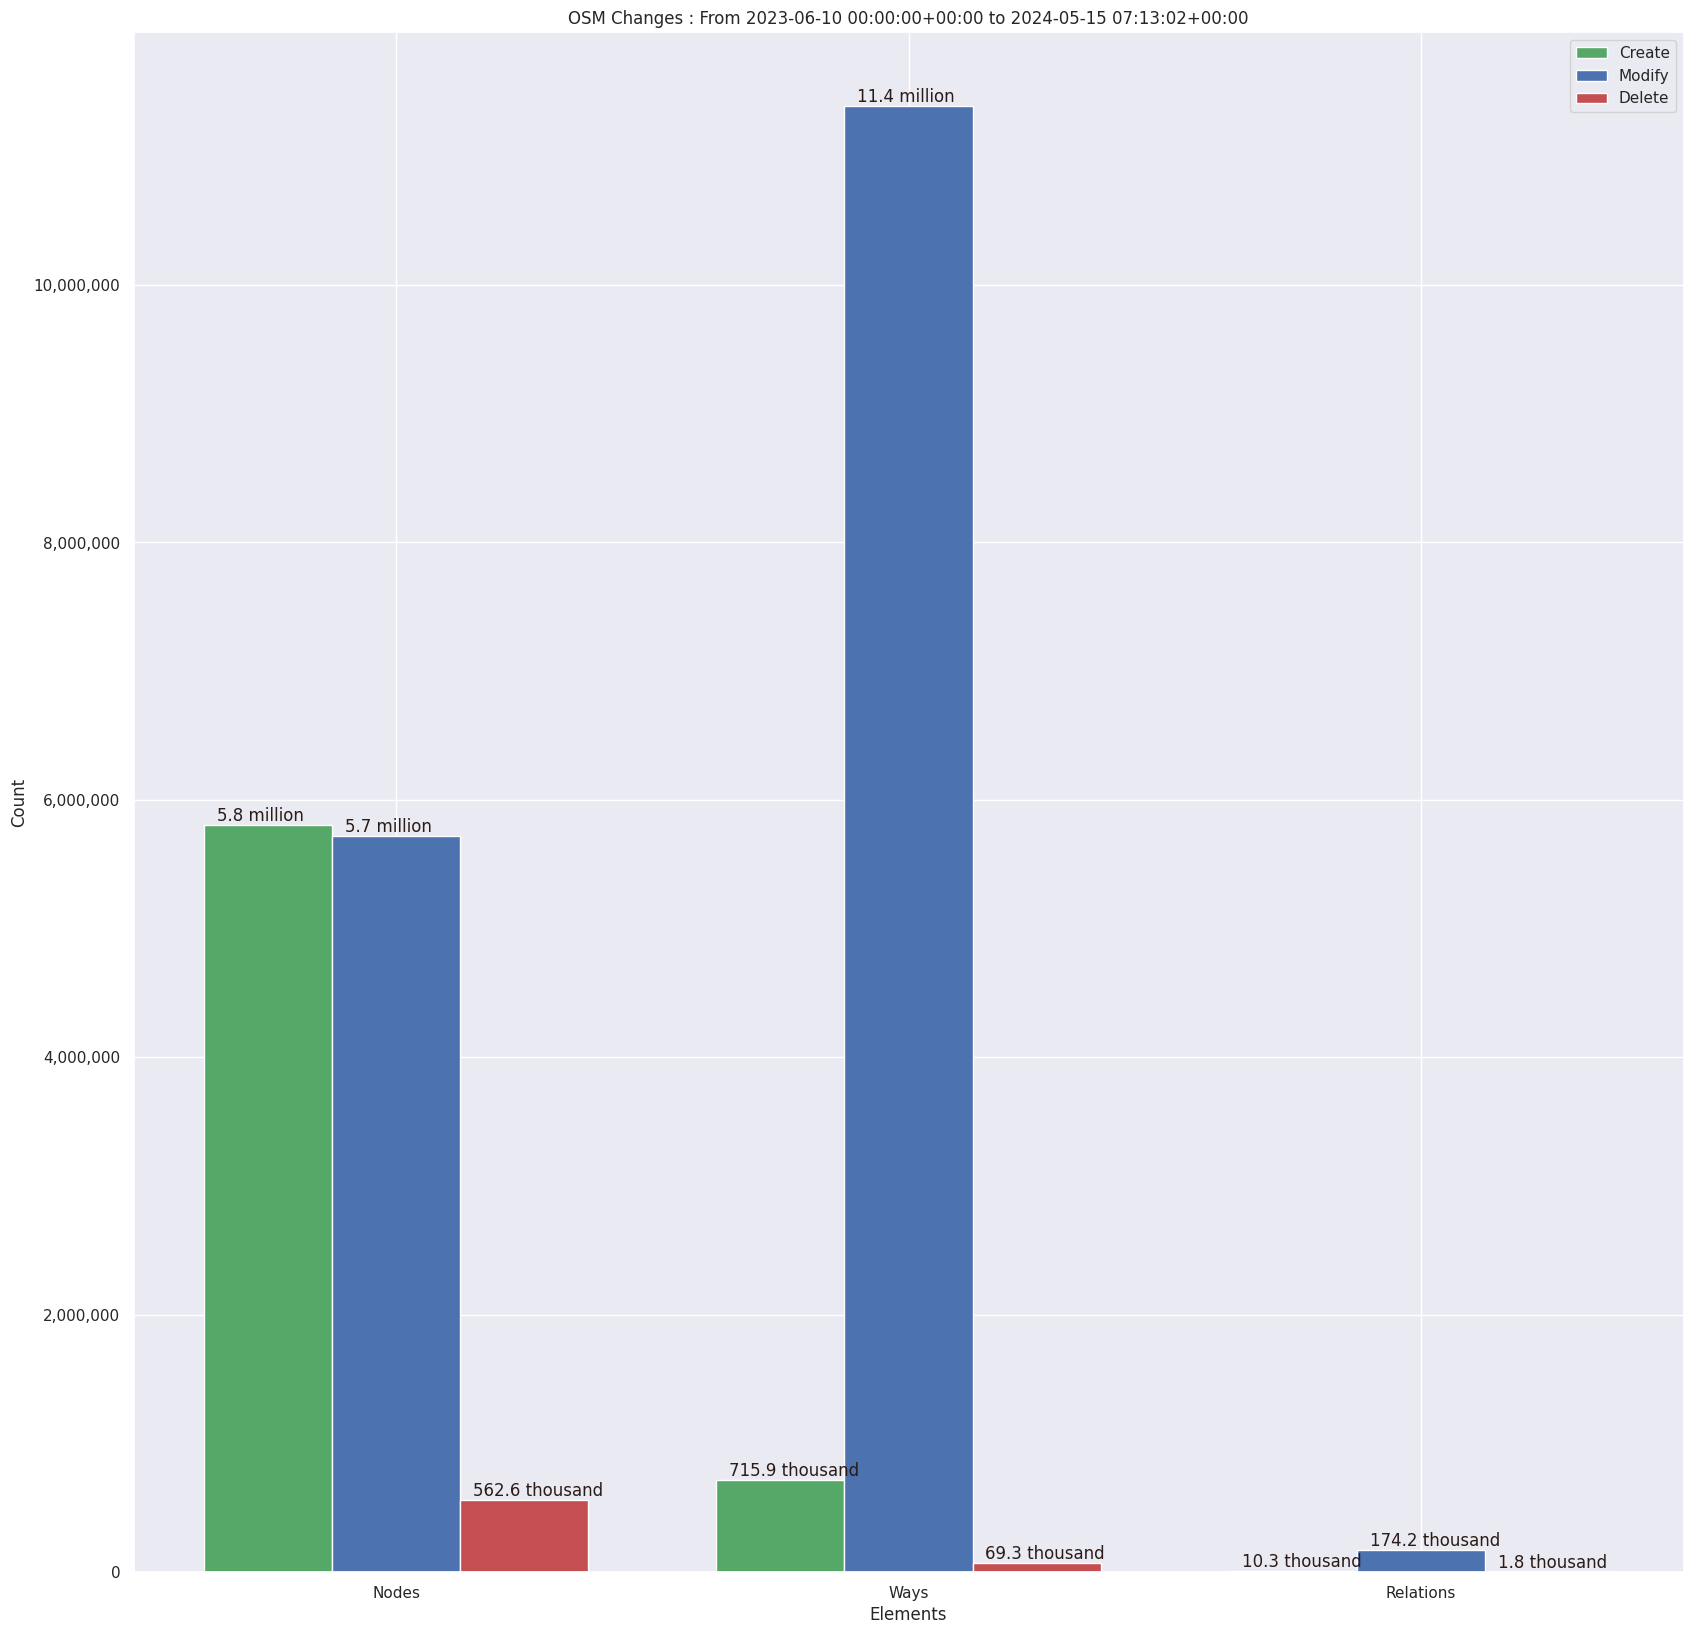 OSM Changes : From 2023-06-10 00:00:00+00:00 to 2024-05-15 07:13:02+00:00
Create
Modify
Delete
11.4 million
10,000,000
8,000,000
6,000,000
5.8 million
5.7 million
Count
4,000,000
2,000,000
715.9 thousand
562.6 thousand
174.2 thousand
69.3 thousand
10.3 thousand
1.8 thousand
0
Nodes
Ways
Relations
Elements